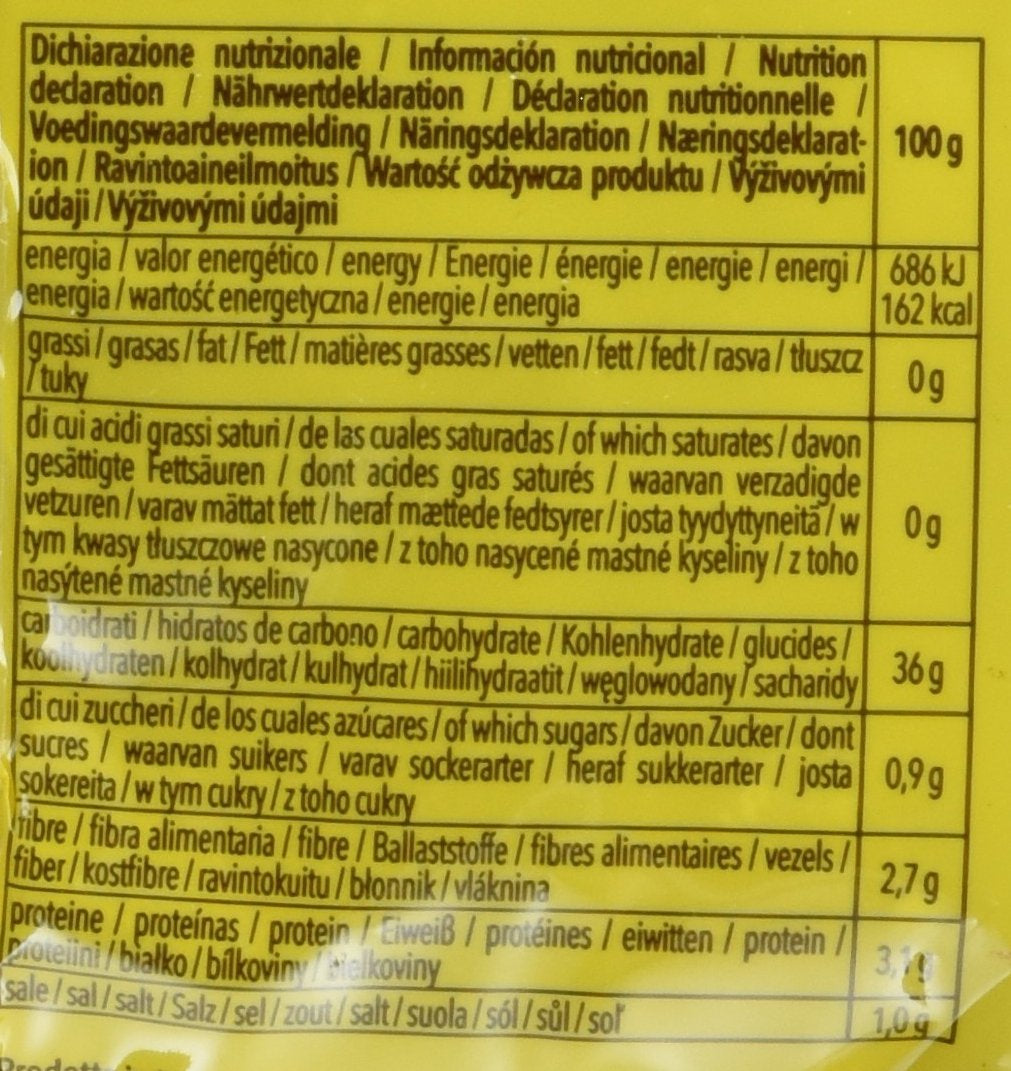 Dichiarazione nutrizionale / Información nutricional / Nutrition
declaration / Nährwertdeklaration / Déclaration nutritionnelle /
Voedingswaardevermelding / Näringsdeklaration / Næringsdeklarat-
ion / Ravintoaineilmoitus / Wartość odżywcza produktu / Výživovými
údaji / Výživovými údajmi
100 g
energia / valor energético / energy / Energie / énergie / energie / energi /
energia / wartość energetyczna / energie / energia
686 kJ
162 kcal
grassi / grasas / fat / Fett / matières grasses / vetten / fett / fedt / rasva / tłuszcz
/ tuky
0 g
di cui acidi grassi saturi / de las cuales saturadas / of which saturates / davon
gesättigte Fettsäuren / dont acides gras saturés / waarvan verzadigde
vetzuren / varav mättat fett / heraf mættede fedtsyrer / josta tyydyttyneitä / w
tym kwasy tłuszczowe nasycone / z toho nasycené mastné kyseliny / z toho
nasýtené mastné kyseliny
0 g
carboidrati / hidratos de carbono / carbohydrate / Kohlenhydrate / glucides /
koolhydraten / kolhydrat / kulhydrat / hiilihydraatit / węglowodany / sacharidy
36 g
di cui zuccheri / de los cuales azúcares / of which sugars / davon Zucker / dont
sucres / waarvan suikers / varav sockerarter / heraf sukkerarter / josta
sokereita / w tym cukry / z toho cukry
0,9 g
fibre / fibra alimentaria / fibre / Ballaststoffe / fibres alimentaires / vezels /
fiber / kostfibre / ravintokuitu / błonnik / vláknina
2,7 g
proteine / proteínas / protein / Eiweiß / protéines / eiwitten / protein /
proteiini / białko / bílkoviny / bielkoviny
3,1 g
sale / sal / salt / Salz / sel / zout / salt / suola / sól / sůl / soľ
1,0 g